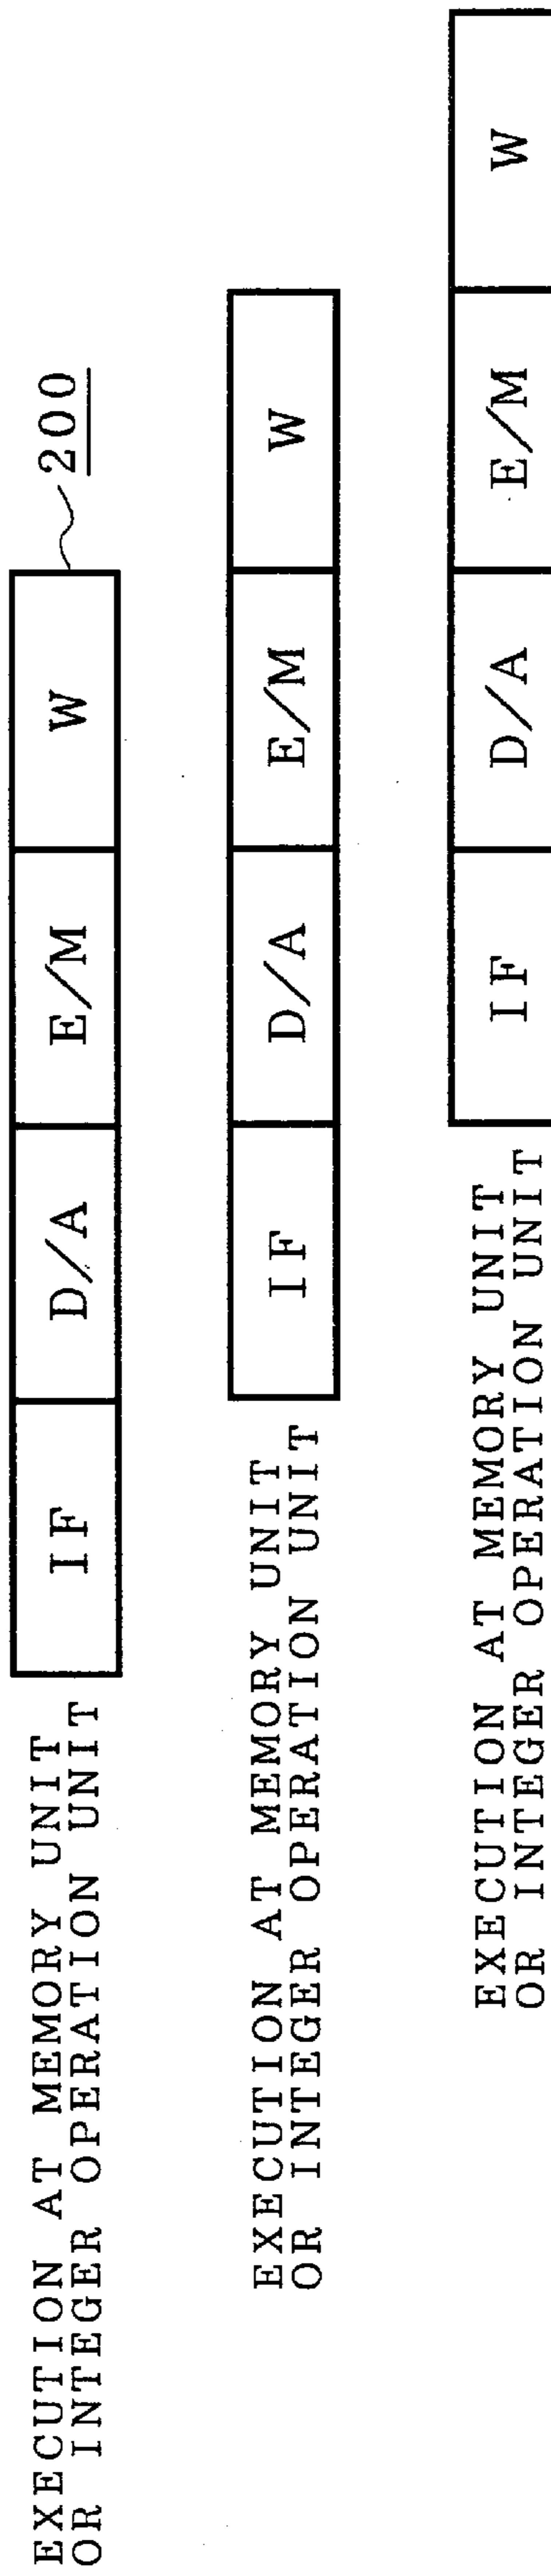 EXECUTION AT MEMORY UNIT
OR INTEGER OPERATION UNIT
IF D/A E/M W
200
EXECUTION AT MEMORY UNIT
OR INTEGER OPERATION UNIT
IF D/A E/M W
EXECUTION AT MEMORY UNIT
OR INTEGER OPERATION UNIT
IF D/A E/M W